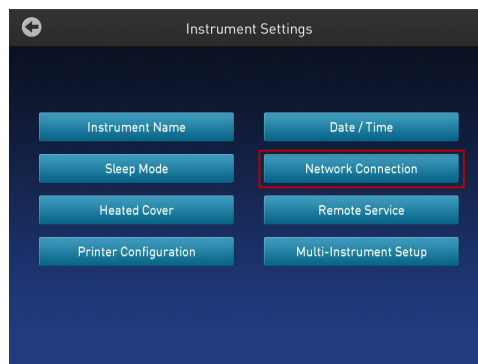 Instrument Settings
Instrument Name
Date / Time
Sleep Mode
Network Connection
Heated Cover
Remote Service
Printer Configuration
Multi-Instrument Setup